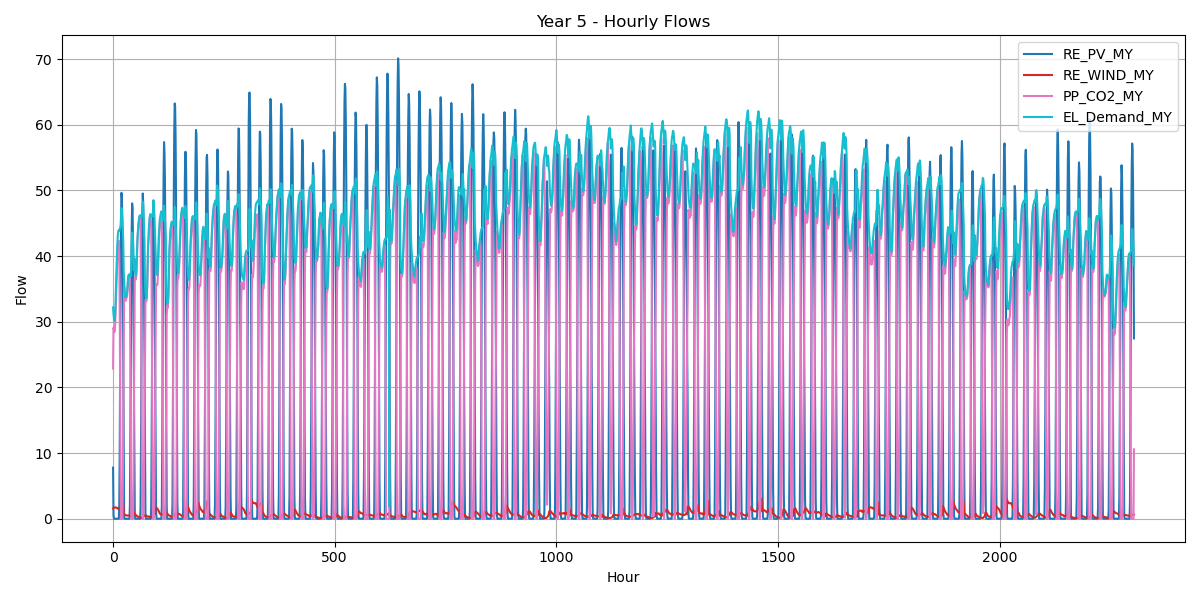 Year 5 - Hourly Flows
RE_PV_MY
RE_WIND_MY
PP_CO2_MY
EL_Demand_MY
Flow
70
60
50
40
30
20
10
0
0
500
1000
1500
2000
Hour